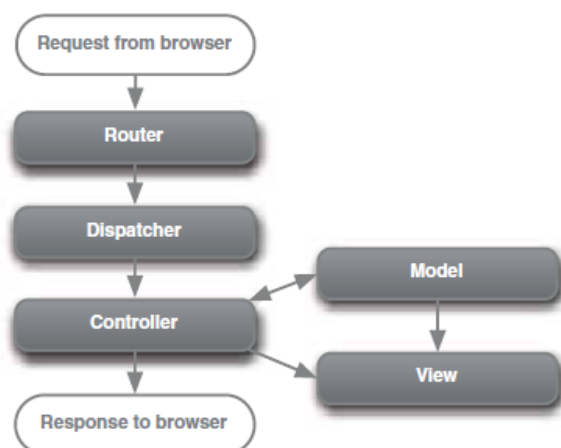 Request from browser
Router
Dispatcher
Model
Controller
View
Response to browser